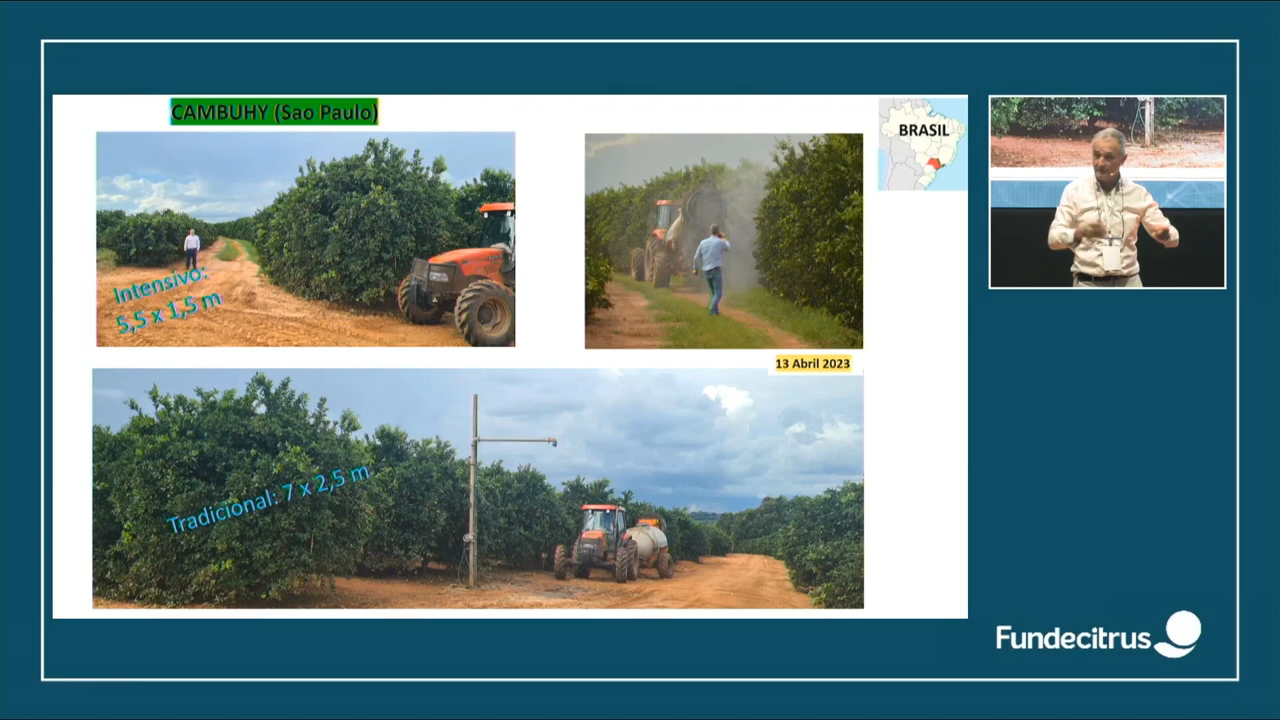 CAMBUHY (Sao Paulo)
BRASIL
Intensivo:
5,5 x 1,5 m
13 Abril 2023
Tradicional: 7 x 2,5 m
Fundecitrus